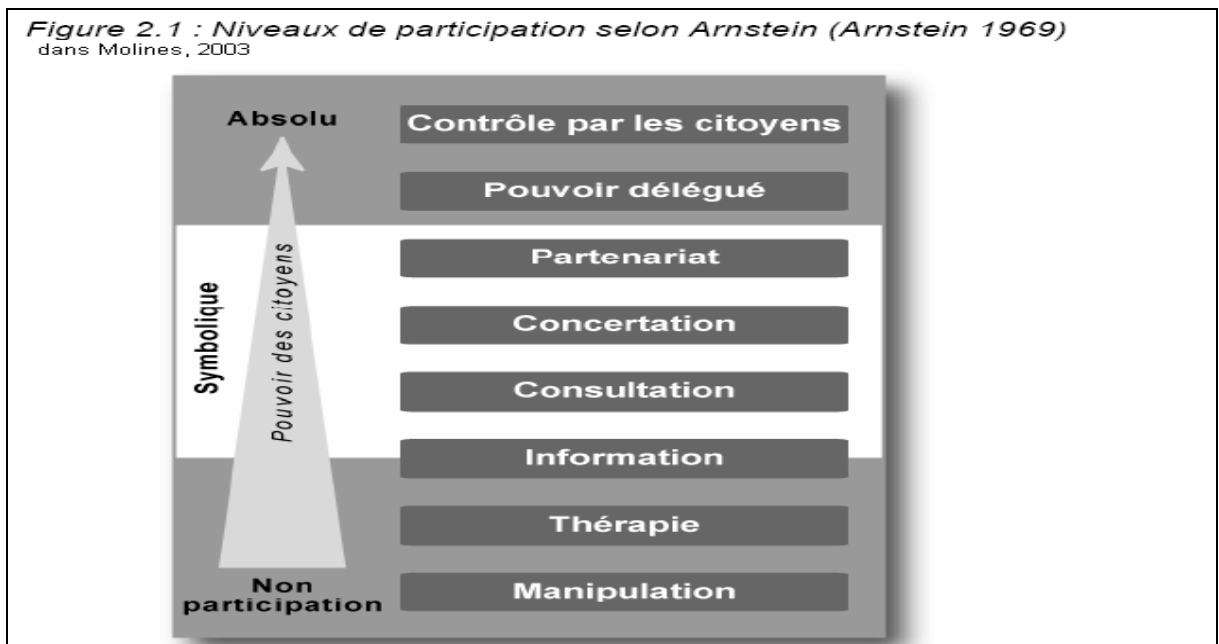 Figure 2.1 : Niveaux de participation selon Arnstein (Arnstein 1969)
dans Molines, 2003
Absolu
Contrôle par les citoyens
Pouvoir délégué
Partenariat
Concertation
Consultation
Information
Thérapie
Manipulation
Symbolique
Pouvoir des citoyens
Non
participation